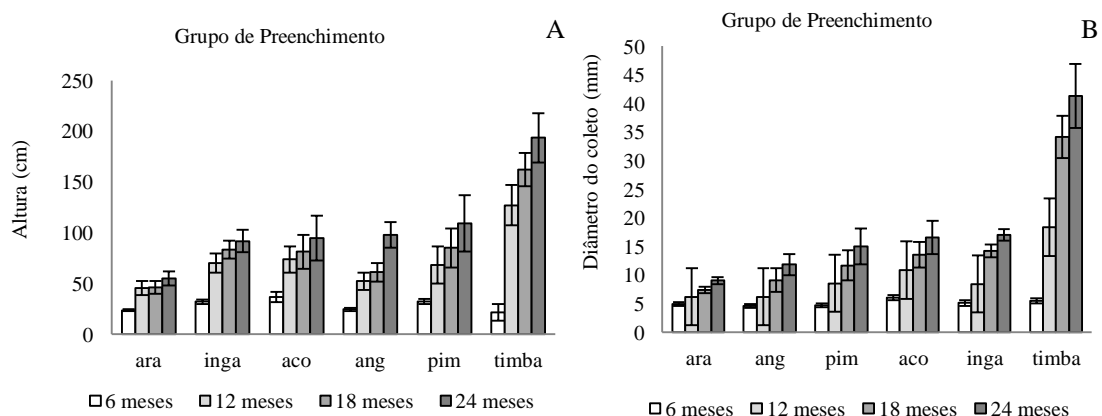 Grupo de Preenchimento
A
Altura (cm)
250
200
150
100
50
0
ara inga aco ang pim timba
6 meses 12 meses 18 meses 24 meses
Grupo de Preenchimento
B
Diâmetro do coleto (mm)
50
45
40
35
30
25
20
15
10
5
0
ara ang pim aco inga timba
6 meses 12 meses 18 meses 24 meses